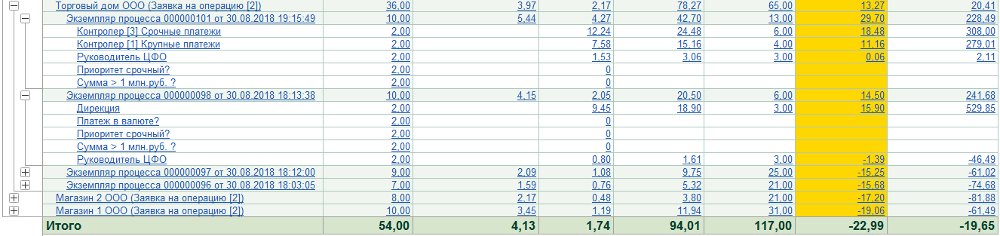 Торговый дом ООО (Заявка на операцию [2]) 36,00 3,97 2,17 78,27 65,00 13,27 20,41
Экземпляр процесса 000000101 от 30.08.2018 19:15:49 10,00 5,44 4,27 42,70 13,00 29,70 228,49
Контролер [3] Срочные платежи 2,00 12,24 24,48 6,00 18,48 308,00
Контролер [1] Крупные платежи 2,00 7,58 15,16 4,00 11,16 279,01
Руководитель ЦФО 2,00 1,53 3,06 3,00 0,06 2,11
Приоритет срочный? 2,00 0
Сумма > 1 млн.руб. ? 2,00 0
Экземпляр процесса 000000098 от 30.08.2018 18:13:38 10,00 4,15 2,05 20,50 6,00 14,50 241,68
Дирекция 2,00 9,45 18,90 3,00 15,90 529,85
Платеж в валюте? 2,00 0
Приоритет срочный? 2,00 0
Сумма > 1 млн.руб. ? 2,00 0
Руководитель ЦФО 2,00 0,80 1,61 3,00 -1,39 -46,49
Экземпляр процесса 000000097 от 30.08.2018 18:12:00 9,00 2,09 1,08 9,75 25,00 -15,25 -61,02
Экземпляр процесса 000000096 от 30.08.2018 18:03:05 7,00 1,59 0,76 5,32 21,00 -15,68 -74,68
Магазин 2 ООО (Заявка на операцию [2]) 8,00 2,17 0,48 3,80 21,00 -17,20 -81,88
Магазин 1 ООО (Заявка на операцию [2]) 10,00 3,45 1,19 11,94 31,00 -19,06 -61,49
Итого 54,00 4,13 1,74 94,01 117,00 -22,99 -19,65